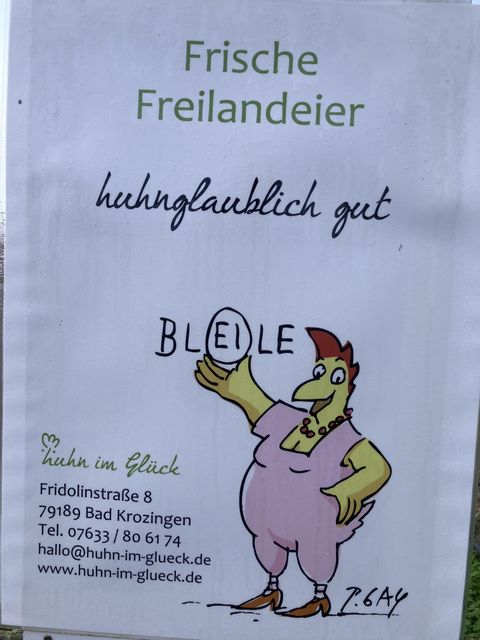 Frische
Freilandeier
huhnglaublich gut
BLEILE
huhn im Glück
Fridolinstraße 8
79189 Bad Krozingen
Tel. 07633 / 80 61 74
hallo@huhn-im-glueck.de
www.huhn-im-glueck.de
P. GAY